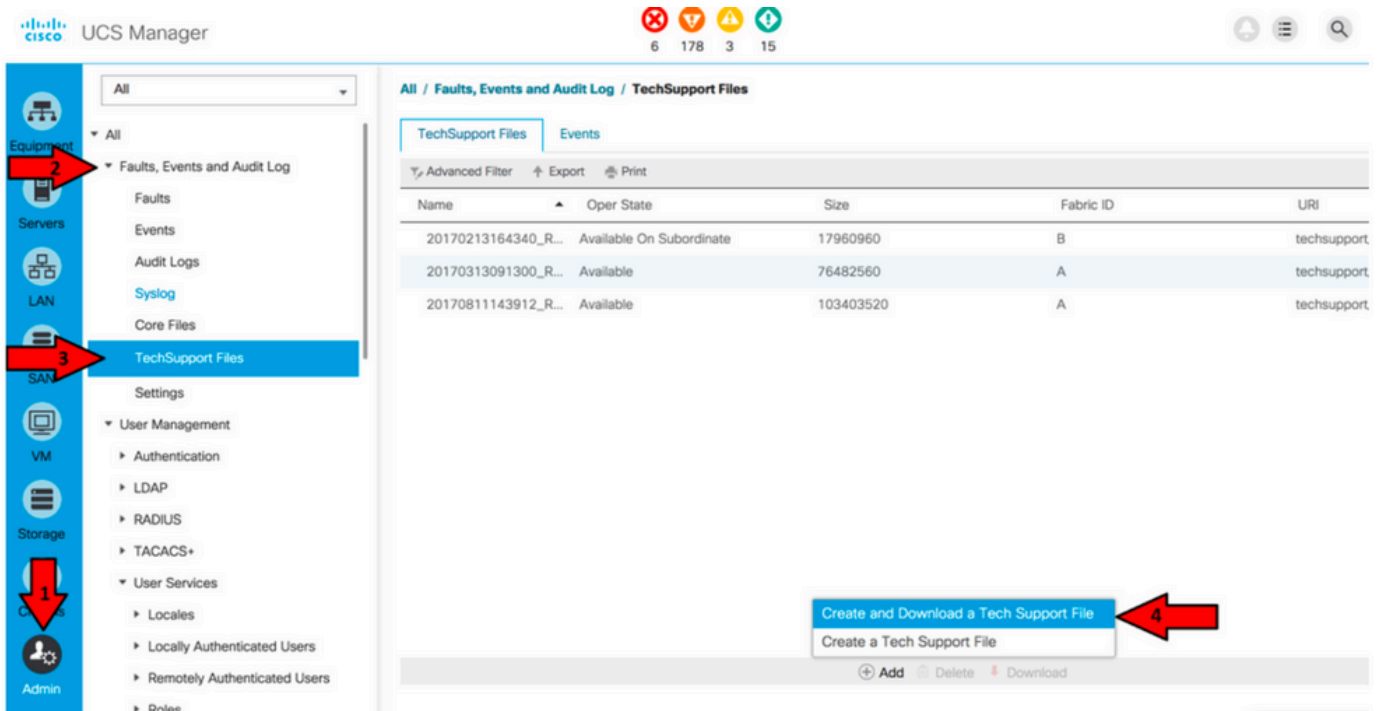 cisco UCS Manager
6 178 3 15
All
All / Faults, Events and Audit Log / TechSupport Files
Equipment
Servers
LAN
SAN
VM
Storage
Admin
1
2
3
4
All
Faults, Events and Audit Log
Faults
Events
Audit Logs
Syslog
Core Files
TechSupport Files
Settings
User Management
Authentication
LDAP
RADIUS
TACACS+
User Services
Locales
Locally Authenticated Users
Remotely Authenticated Users
Roles
TechSupport Files Events
Advanced Filter Export Print
Name Oper State Size Fabric ID URI
20170213164340_R... Available On Subordinate 17960960 B techsupport
20170313091300_R... Available 76482560 A techsupport
20170811143912_R... Available 103403520 A techsupport
Create and Download a Tech Support File
Create a Tech Support File
Add Delete Download